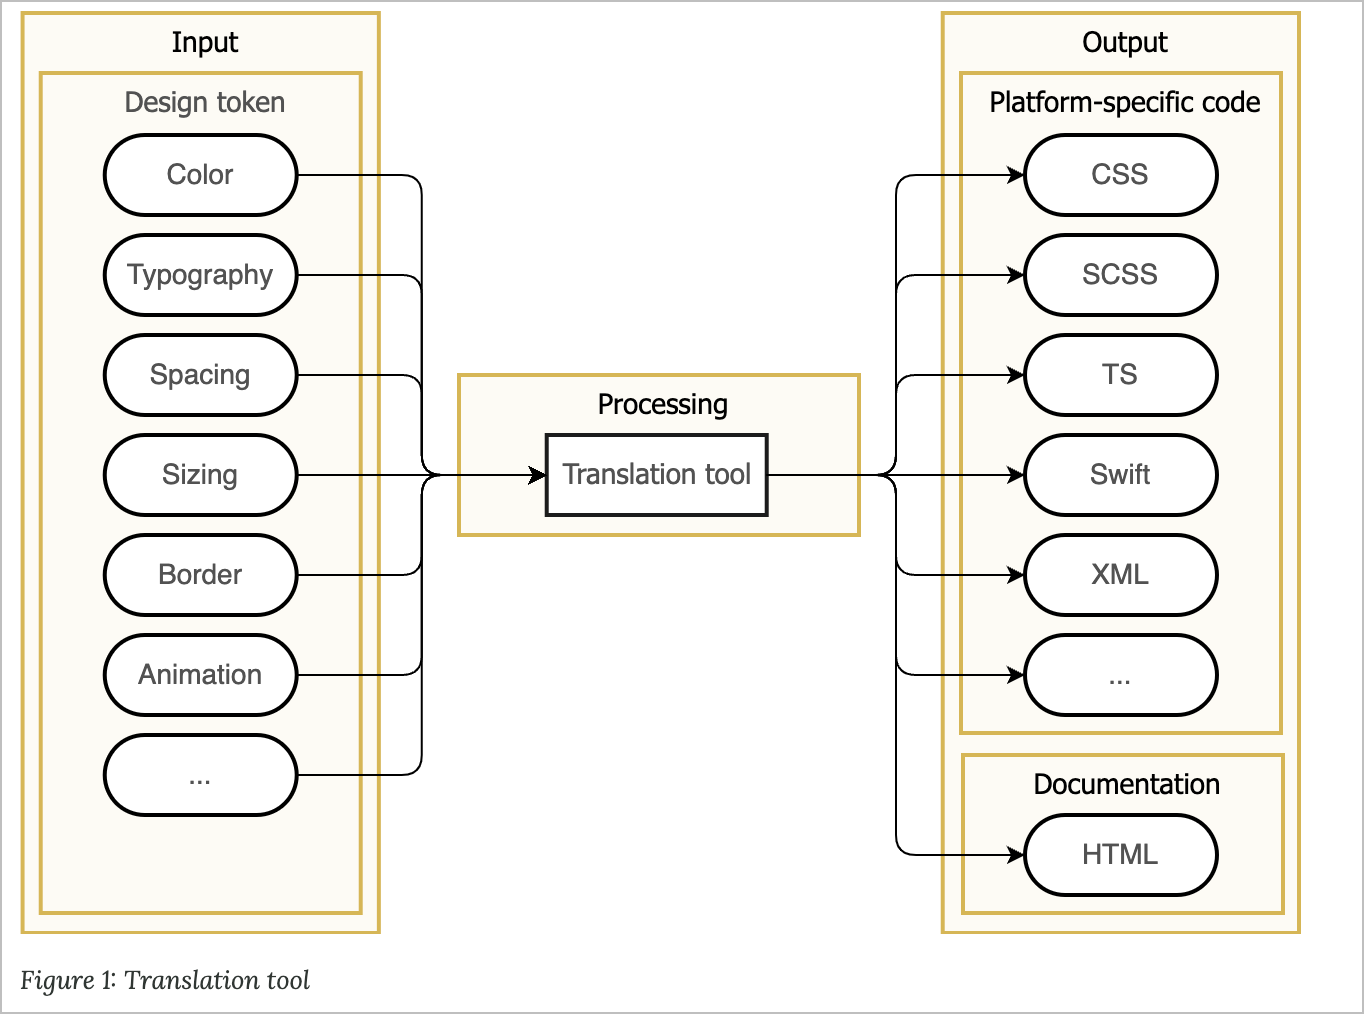 Input
Design token
Color
Typography
Spacing
Sizing
Border
Animation
...
Processing
Translation tool
Output
Platform-specific code
CSS
SCSS
TS
Swift
XML
...
Documentation
HTML
Figure 1: Translation tool